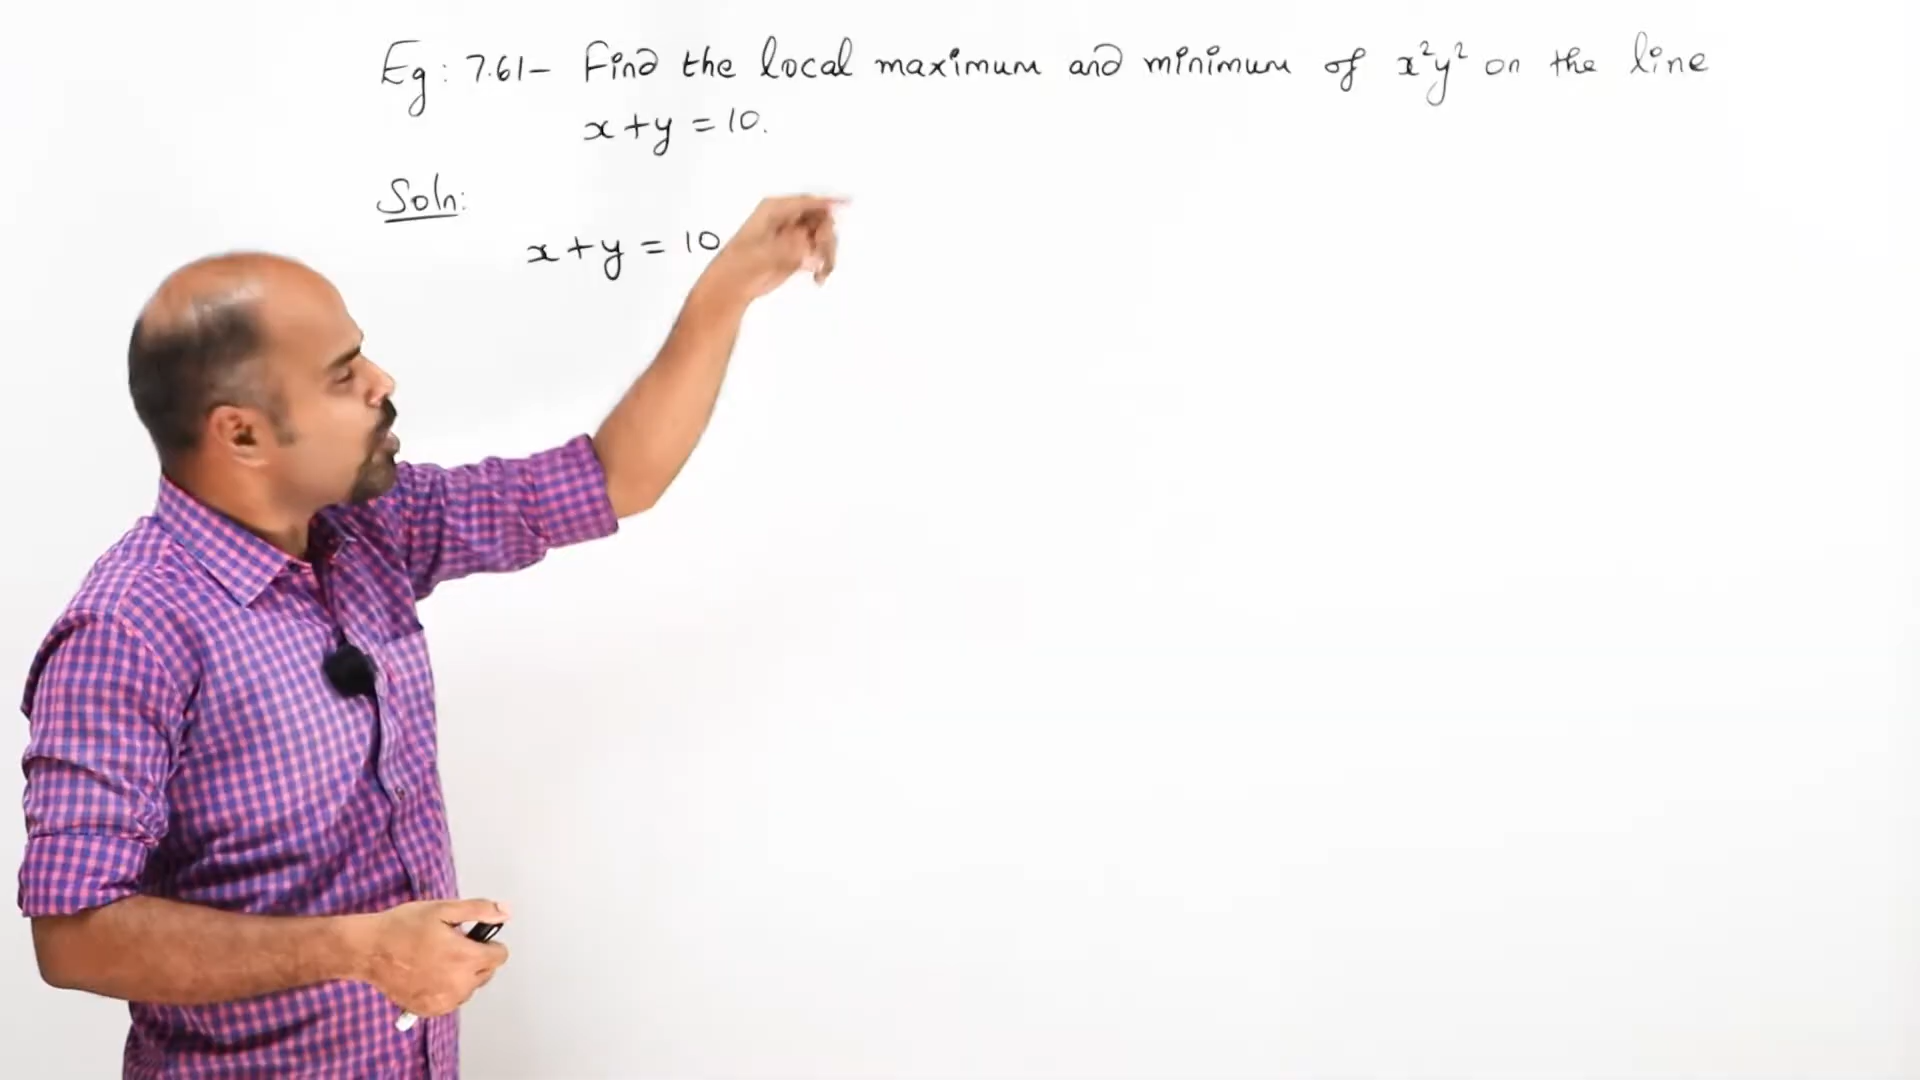 Eg: 7.61– Find the local maximum and minimum of x²y² on the line
x+y = 10.
Soln:
x+y = 10